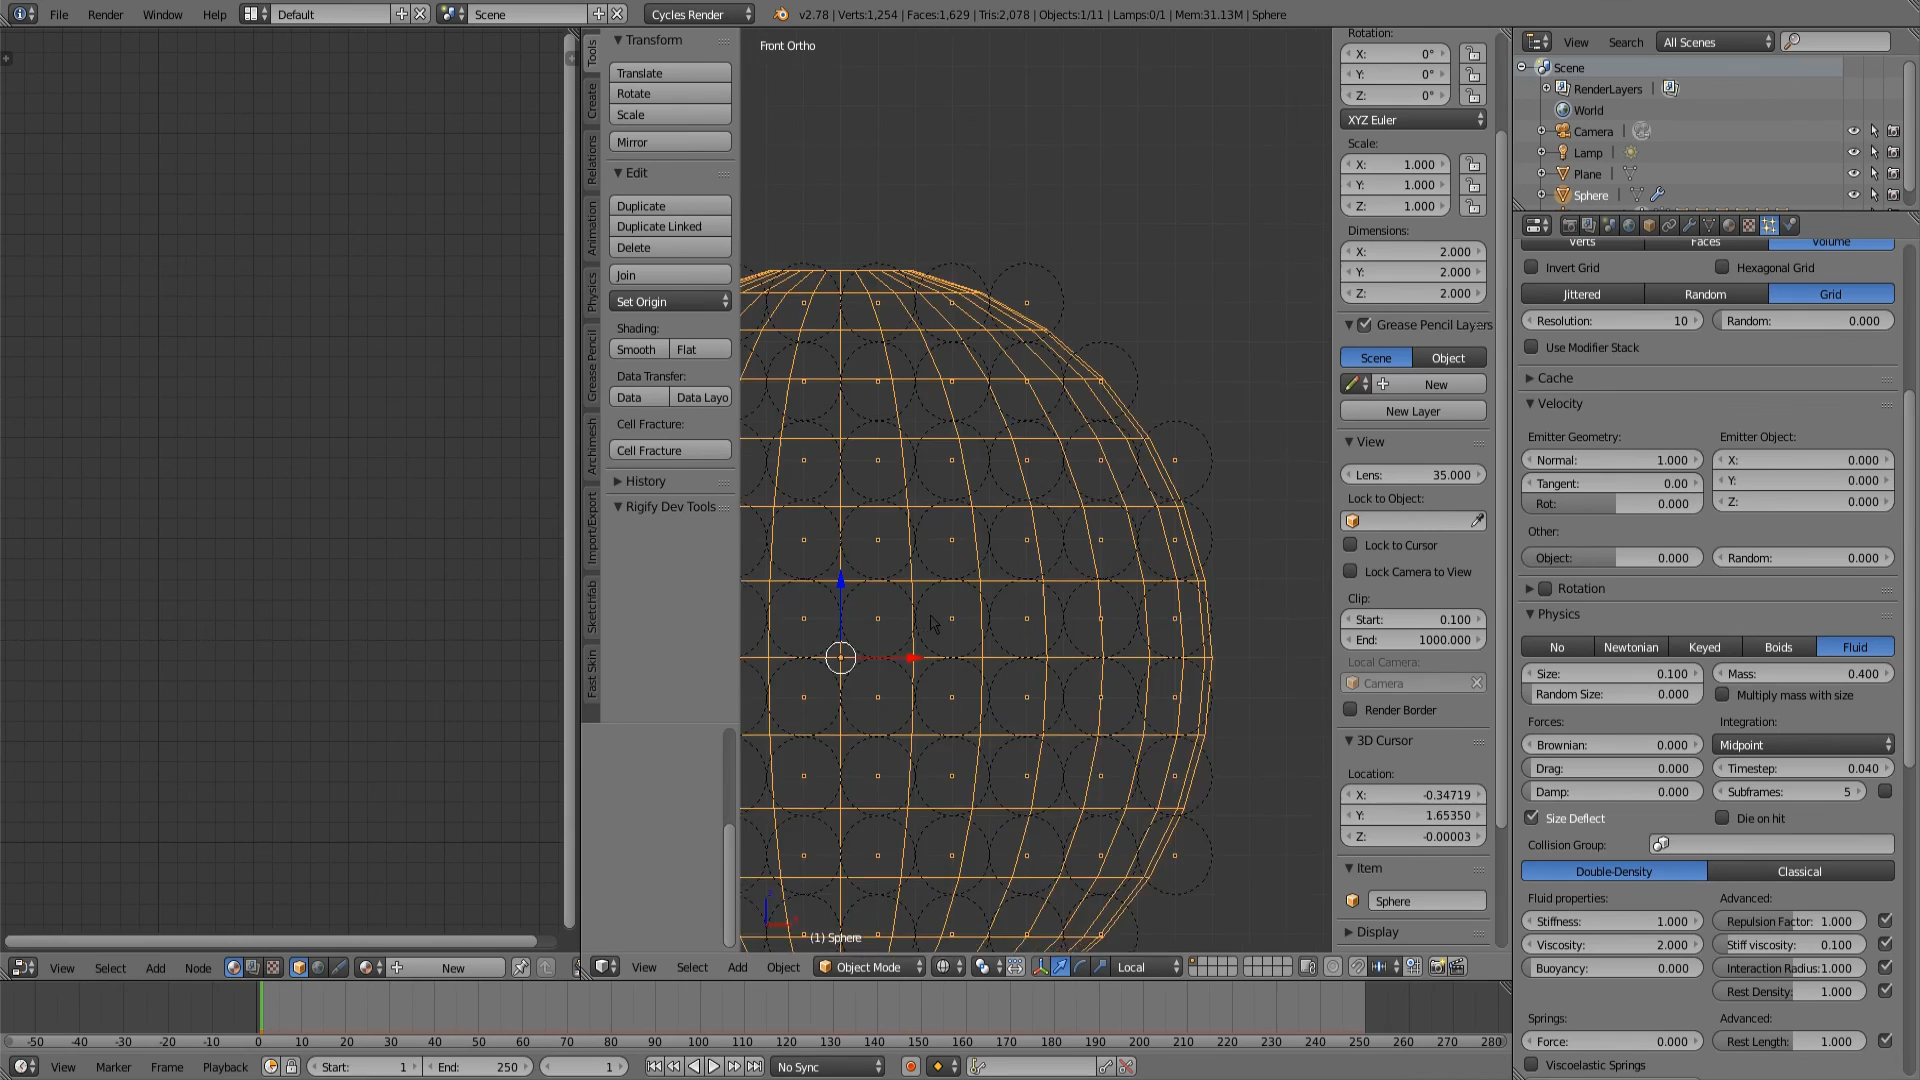 File Render Window Help Default Scene Cycles Render v2.78 | Verts:1,254 | Faces:1,629 | Tris:2,078 | Objects:1/11 | Lamps:0/1 | Mem:31.13M | Sphere
Tools
Create
Relations
Animation
Physics
Grease Pencil
Archimesh
Import/Export
Sketchfab
Fast Skin
Transform
Translate
Rotate
Scale
Mirror
Edit
Duplicate
Duplicate Linked
Delete
Join
Set Origin
Shading:
Smooth Flat
Data Transfer:
Data Data Layo
Cell Fracture:
Cell Fracture
History
Rigify Dev Tools
Front Ortho
(1) Sphere
Rotation:
X: 0°
Y: 0°
Z: 0°
XYZ Euler
Scale:
X: 1.000
Y: 1.000
Z: 1.000
Dimensions:
X: 2.000
Y: 2.000
Z: 2.000
Grease Pencil Layers
Scene Object
New
New Layer
View
Lens: 35.000
Lock to Object:
Lock to Cursor
Lock Camera to View
Clip:
Start: 0.100
End: 1000.000
Local Camera:
Camera
Render Border
3D Cursor
Location:
X: -0.34719
Y: 1.65350
Z: -0.00003
Item
Sphere
Display
View Search All Scenes
Scene
RenderLayers
World
Camera
Lamp
Plane
Sphere
Verts Faces Volume
Invert Grid Hexagonal Grid
Jittered Random Grid
Resolution: 10 Random: 0.000
Use Modifier Stack
Cache
Velocity
Emitter Geometry: Emitter Object:
Normal: 1.000 X: 0.000
Tangent: 0.00 Y: 0.000
Rot: 0.000 Z: 0.000
Other:
Object: 0.000 Random: 0.000
Rotation
Physics
No Newtonian Keyed Boids Fluid
Size: 0.100 Mass: 0.400
Random Size: 0.000 Multiply mass with size
Forces: Integration:
Brownian: 0.000 Midpoint
Drag: 0.000 Timestep: 0.040
Damp: 0.000 Subframes: 5
Size Deflect Die on hit
Collision Group:
Double-Density Classical
Fluid properties: Advanced:
Stiffness: 1.000 Repulsion Factor: 1.000
Viscosity: 2.000 Stiff viscosity: 0.100
Buoyancy: 0.000 Interaction Radius: 1.000
Rest Density: 1.000
Springs: Advanced:
Force: 0.000 Rest Length: 1.000
Viscoelastic Springs
View Select Add Node New
View Select Add Object Object Mode Local
-50 -40 -30 -20 -10 0 10 20 30 40 50 60 70 80 90 100 110 120 130 140 150 160 170 180 190 200 210 220 230 240 250 260 270 280
View Marker Frame Playback Start: 1 End: 250 1 No Sync